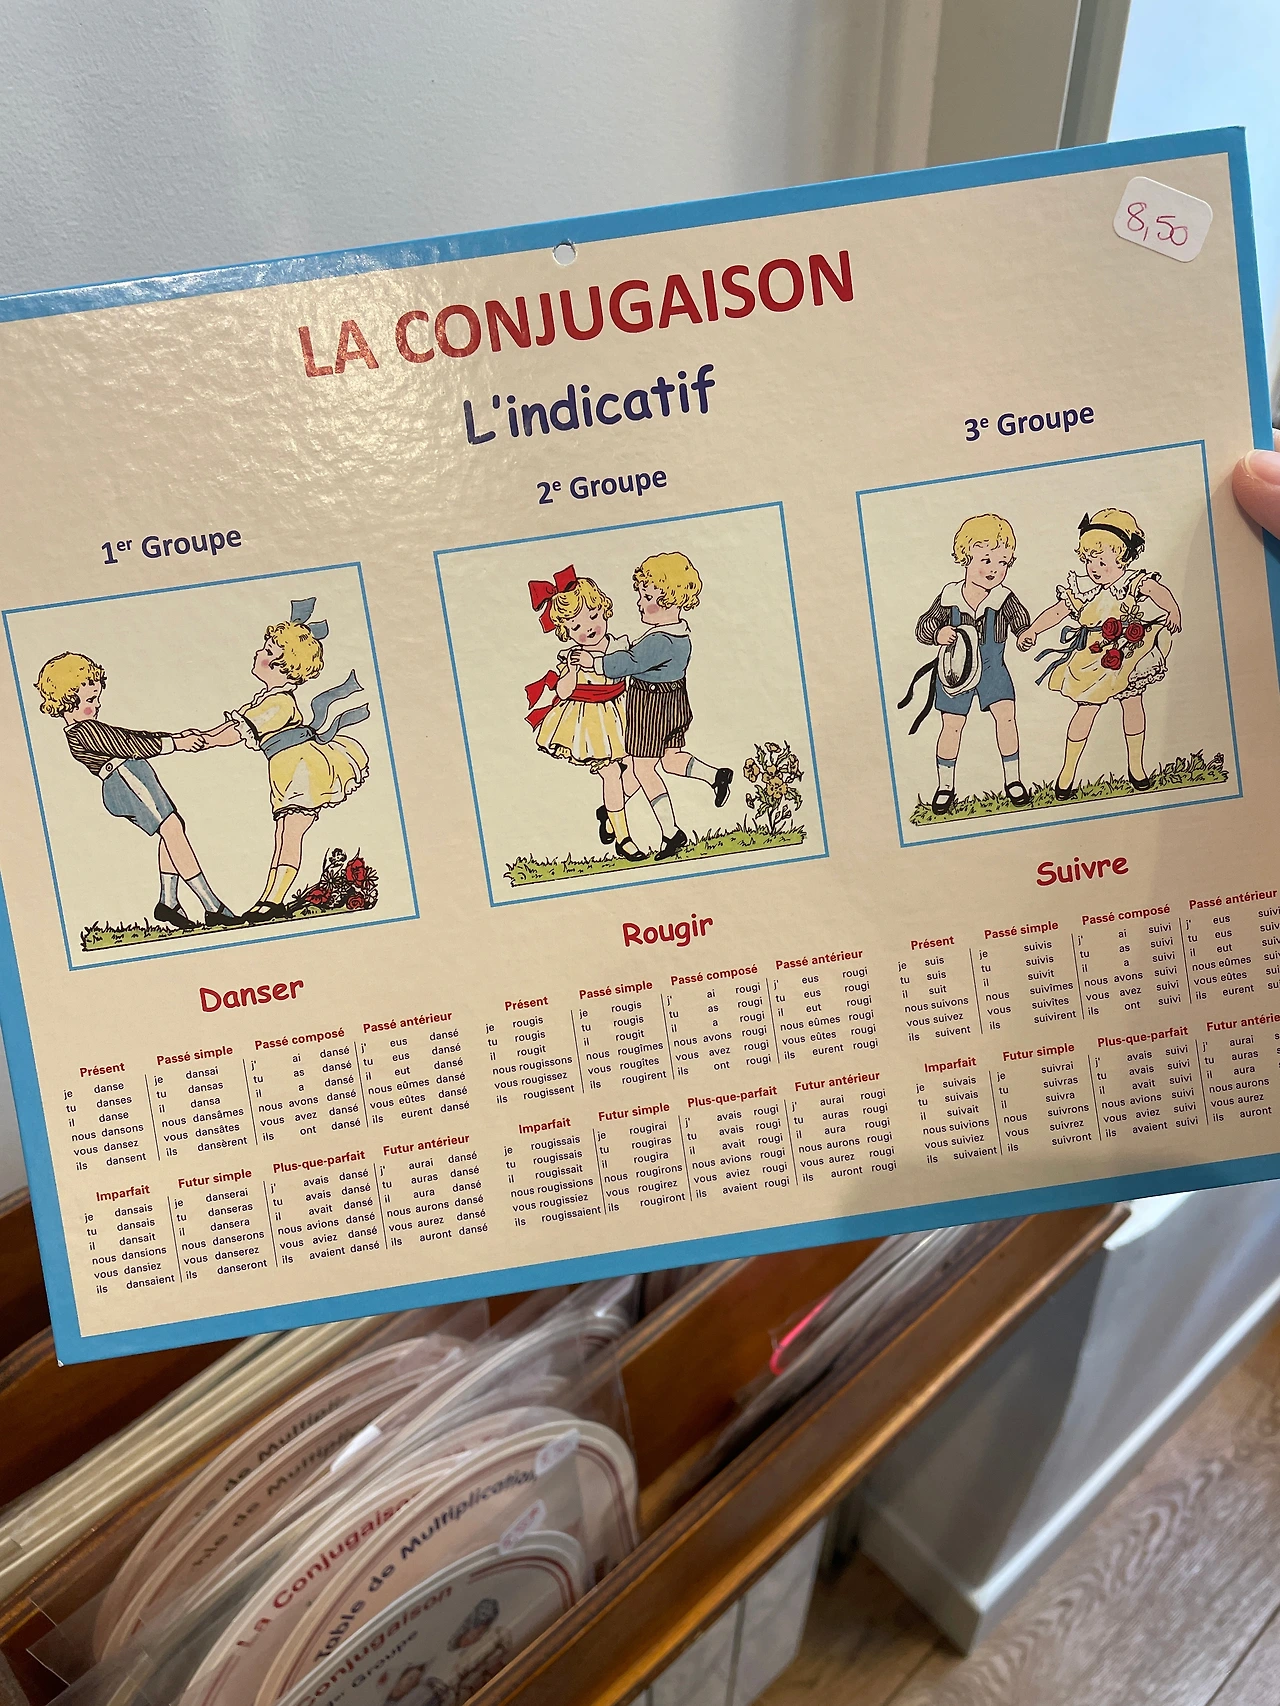 8,50
LA CONJUGAISON
L'indicatif
1er Groupe
2e Groupe
3e Groupe
Danser
Présent
je danse
tu danses
il danse
nous dansons
vous dansez
ils dansent
Passé simple
je dansai
tu dansas
il dansa
nous dansâmes
vous dansâtes
ils dansèrent
Passé composé
j' ai dansé
tu as dansé
il a dansé
nous avons dansé
vous avez dansé
ils ont dansé
Passé antérieur
j' eus dansé
tu eus dansé
il eut dansé
nous eûmes dansé
vous eûtes dansé
ils eurent dansé
Imparfait
je dansais
tu dansais
il dansait
nous dansions
vous dansiez
ils dansaient
Futur simple
je danserai
tu danseras
il dansera
nous danserons
vous danserez
ils danseront
Plus-que-parfait
j' avais dansé
tu avais dansé
il avait dansé
nous avions dansé
vous aviez dansé
ils avaient dansé
Futur antérieur
j' aurai dansé
tu auras dansé
il aura dansé
nous aurons dansé
vous aurez dansé
ils auront dansé
Rougir
Présent
je rougis
tu rougis
il rougit
nous rougissons
vous rougissez
ils rougissent
Passé simple
je rougis
tu rougis
il rougit
nous rougîmes
vous rougîtes
ils rougirent
Passé composé
j' ai rougi
tu as rougi
il a rougi
nous avons rougi
vous avez rougi
ils ont rougi
Passé antérieur
j' eus rougi
tu eus rougi
il eut rougi
nous eûmes rougi
vous eûtes rougi
ils eurent rougi
Imparfait
je rougissais
tu rougissais
il rougissait
nous rougissions
vous rougissiez
ils rougissaient
Futur simple
je rougirai
tu rougiras
il rougira
nous rougirons
vous rougirez
ils rougiront
Plus-que-parfait
j' avais rougi
tu avais rougi
il avait rougi
nous avions rougi
vous aviez rougi
ils avaient rougi
Futur antérieur
j' aurai rougi
tu auras rougi
il aura rougi
nous aurons rougi
vous aurez rougi
ils auront rougi
Suivre
Présent
je suis
tu suis
il suit
nous suivons
vous suivez
ils suivent
Passé simple
je suivis
tu suivis
il suivit
nous suivîmes
vous suivîtes
ils suivirent
Passé composé
j' ai suivi
tu as suivi
il a suivi
nous avons suivi
vous avez suivi
ils ont suivi
Passé antérieur
j' eus suivi
tu eus
il eut
nous eûmes
vous eûtes
ils eurent
Imparfait
je suivais
tu suivais
il suivait
nous suivions
vous suiviez
ils suivaient
Futur simple
je suivrai
tu suivras
il suivra
nous suivrons
vous suivrez
ils suivront
Plus-que-parfait
j' avais suivi
tu avais suivi
il avait suivi
nous avions suivi
vous aviez suivi
ils avaient suivi
Futur
j' aurai
tu auras
il aura
nous aurons
vous aurez
ils auront
de Multipli
ble de Multipl
La Conjugaiso
Table de Multiplication
onjugaison
Groupe